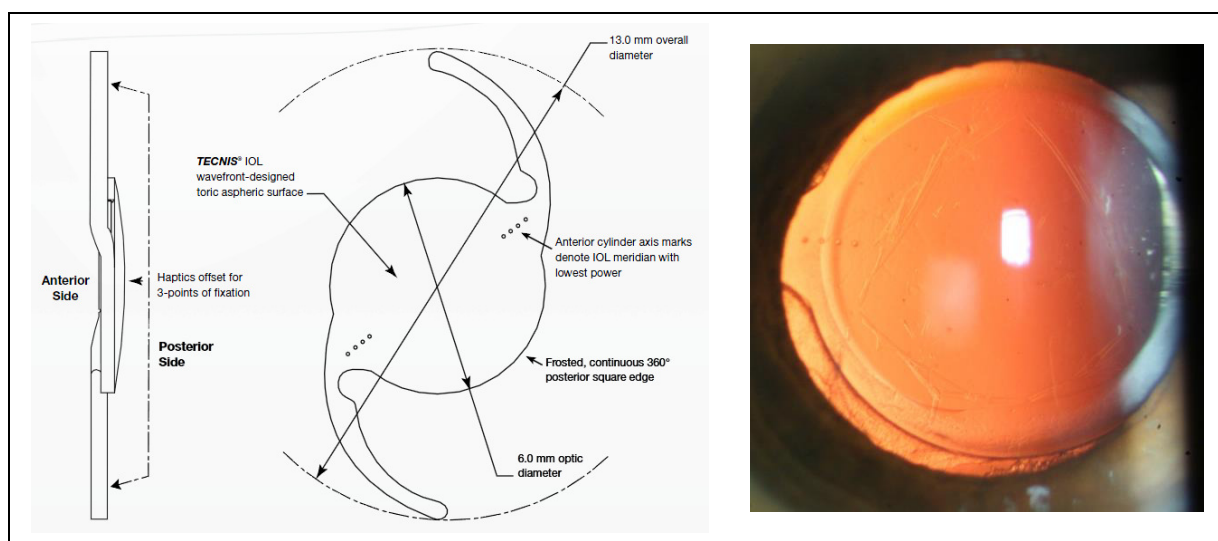 13.0 mm overall
diameter
TECNIS® IOL
wavefront-designed
toric aspheric surface
Anterior cylinder axis marks
denote IOL meridian with
lowest power
Anterior
Side
Haptics offset for
3-points of fixation
Posterior
Side
Frosted, continuous 360°
posterior square edge
6.0 mm optic
diameter